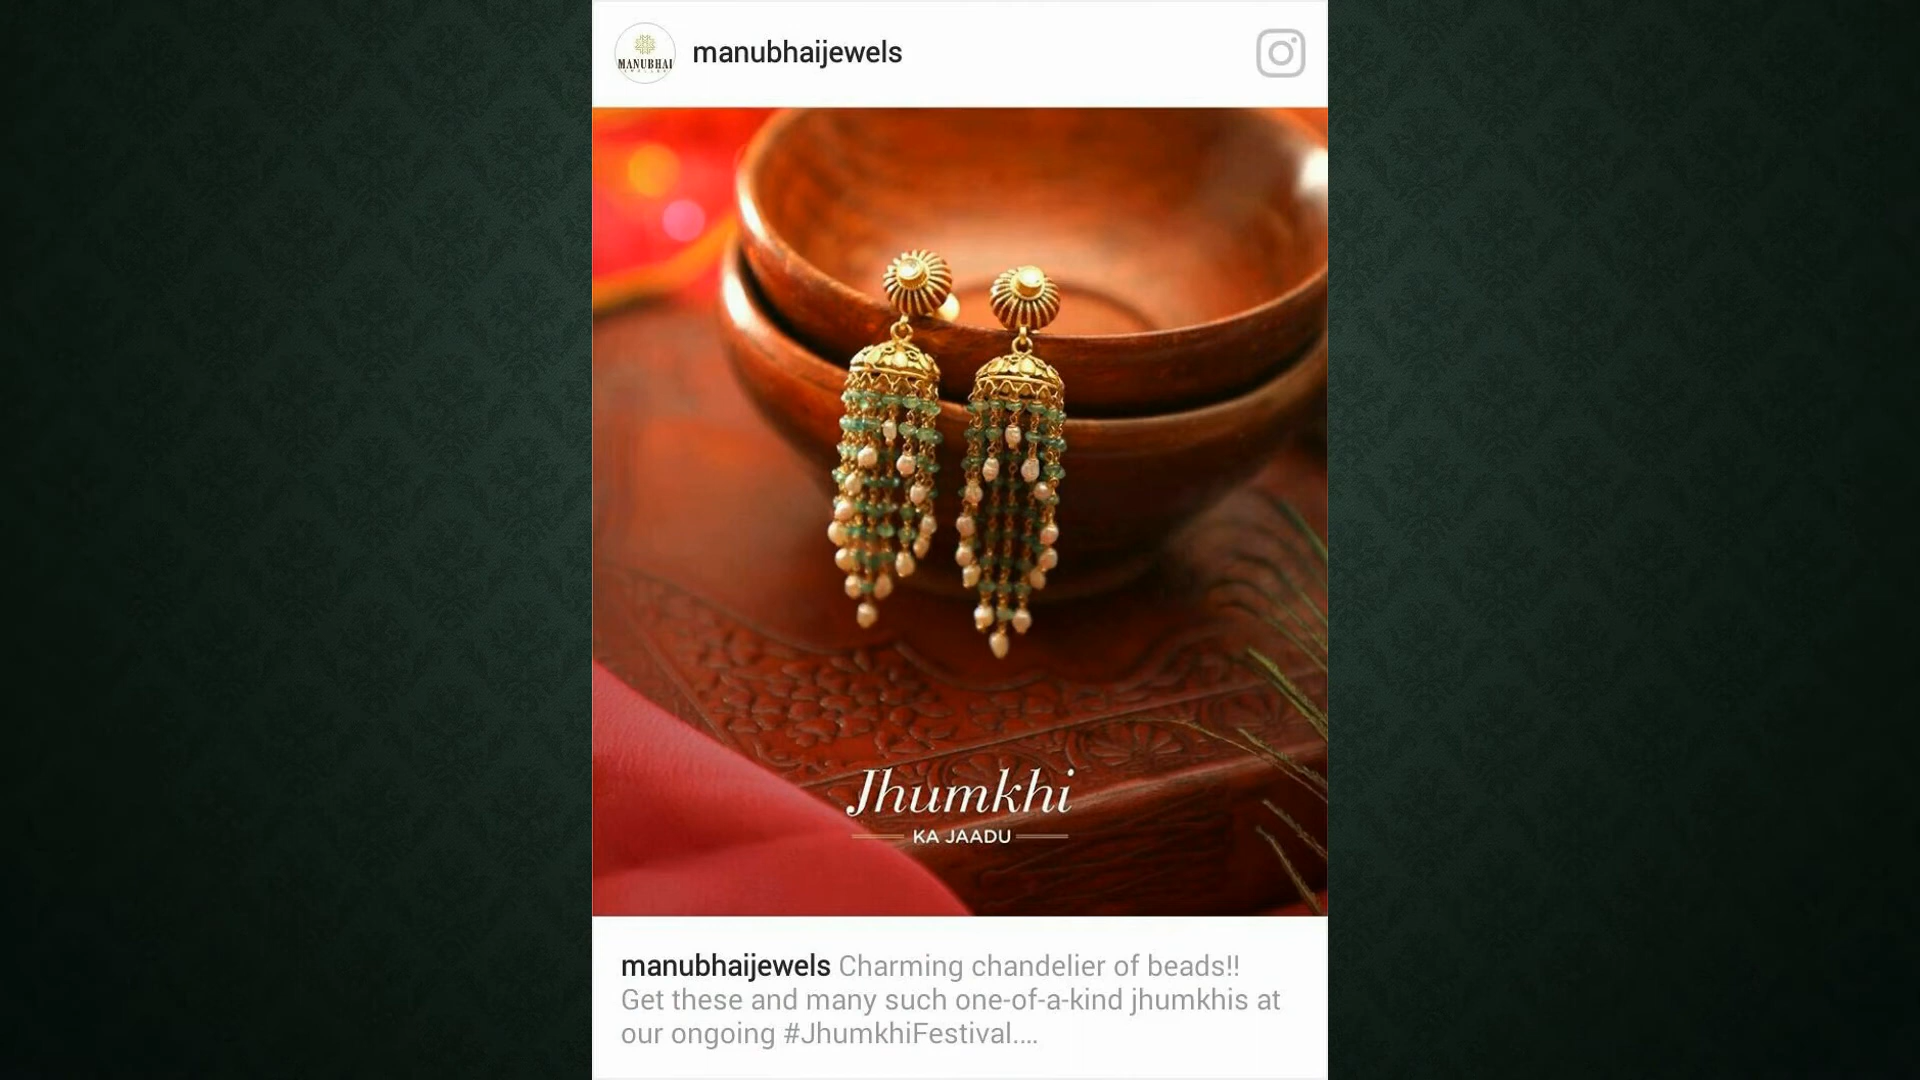 MANUBHAI
manubhaijewels
Jhumkhi
KA JAADU
manubhaijewels Charming chandelier of beads!!
Get these and many such one-of-a-kind jhumkhis at
our ongoing #JhumkhiFestival....